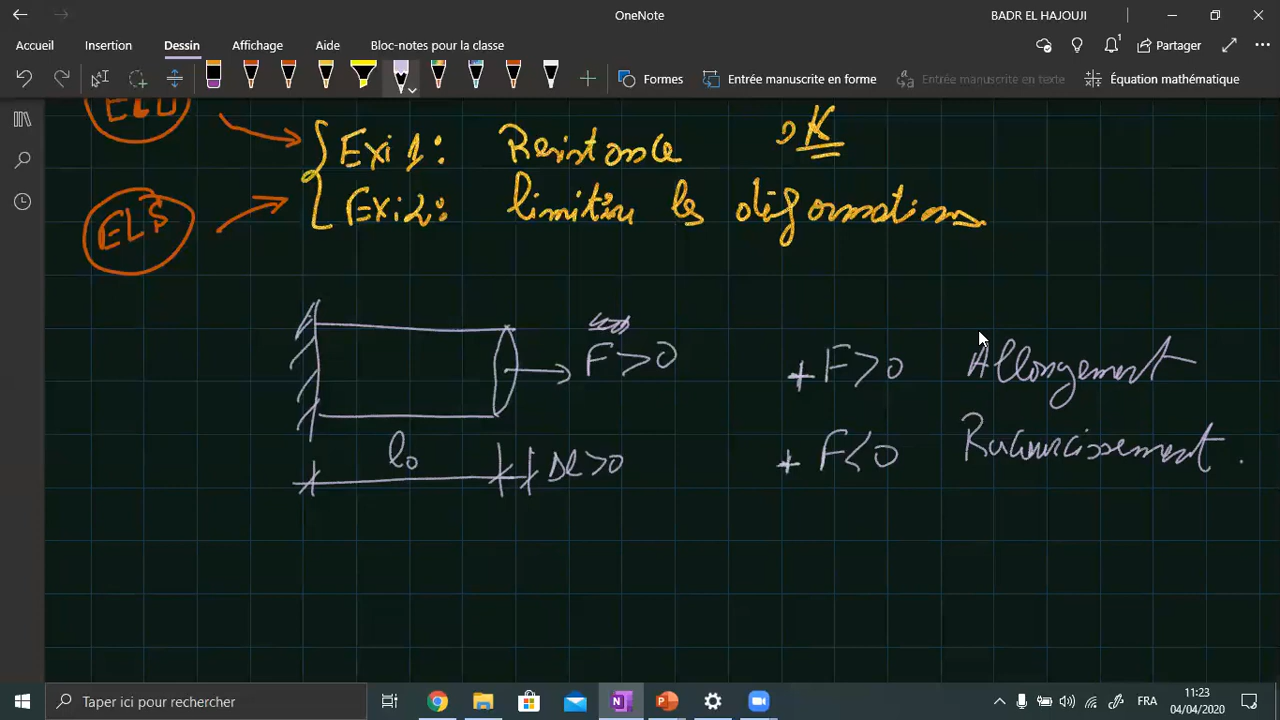 OneNote
BADR EL HAJOUJI
Accueil Insertion Dessin Affichage Aide Bloc-notes pour la classe
Partager
Formes Entrée manuscrite en forme Entrée manuscrite en texte Équation mathématique
ELU
Exi 1: Resistance OK
Exi2: limiter les déformations
ELS
F>0
+ F>0 Allongement
l₀ Δl>0
+ F<0 Raccourcissement.
Taper ici pour rechercher
FRA
11:23
04/04/2020